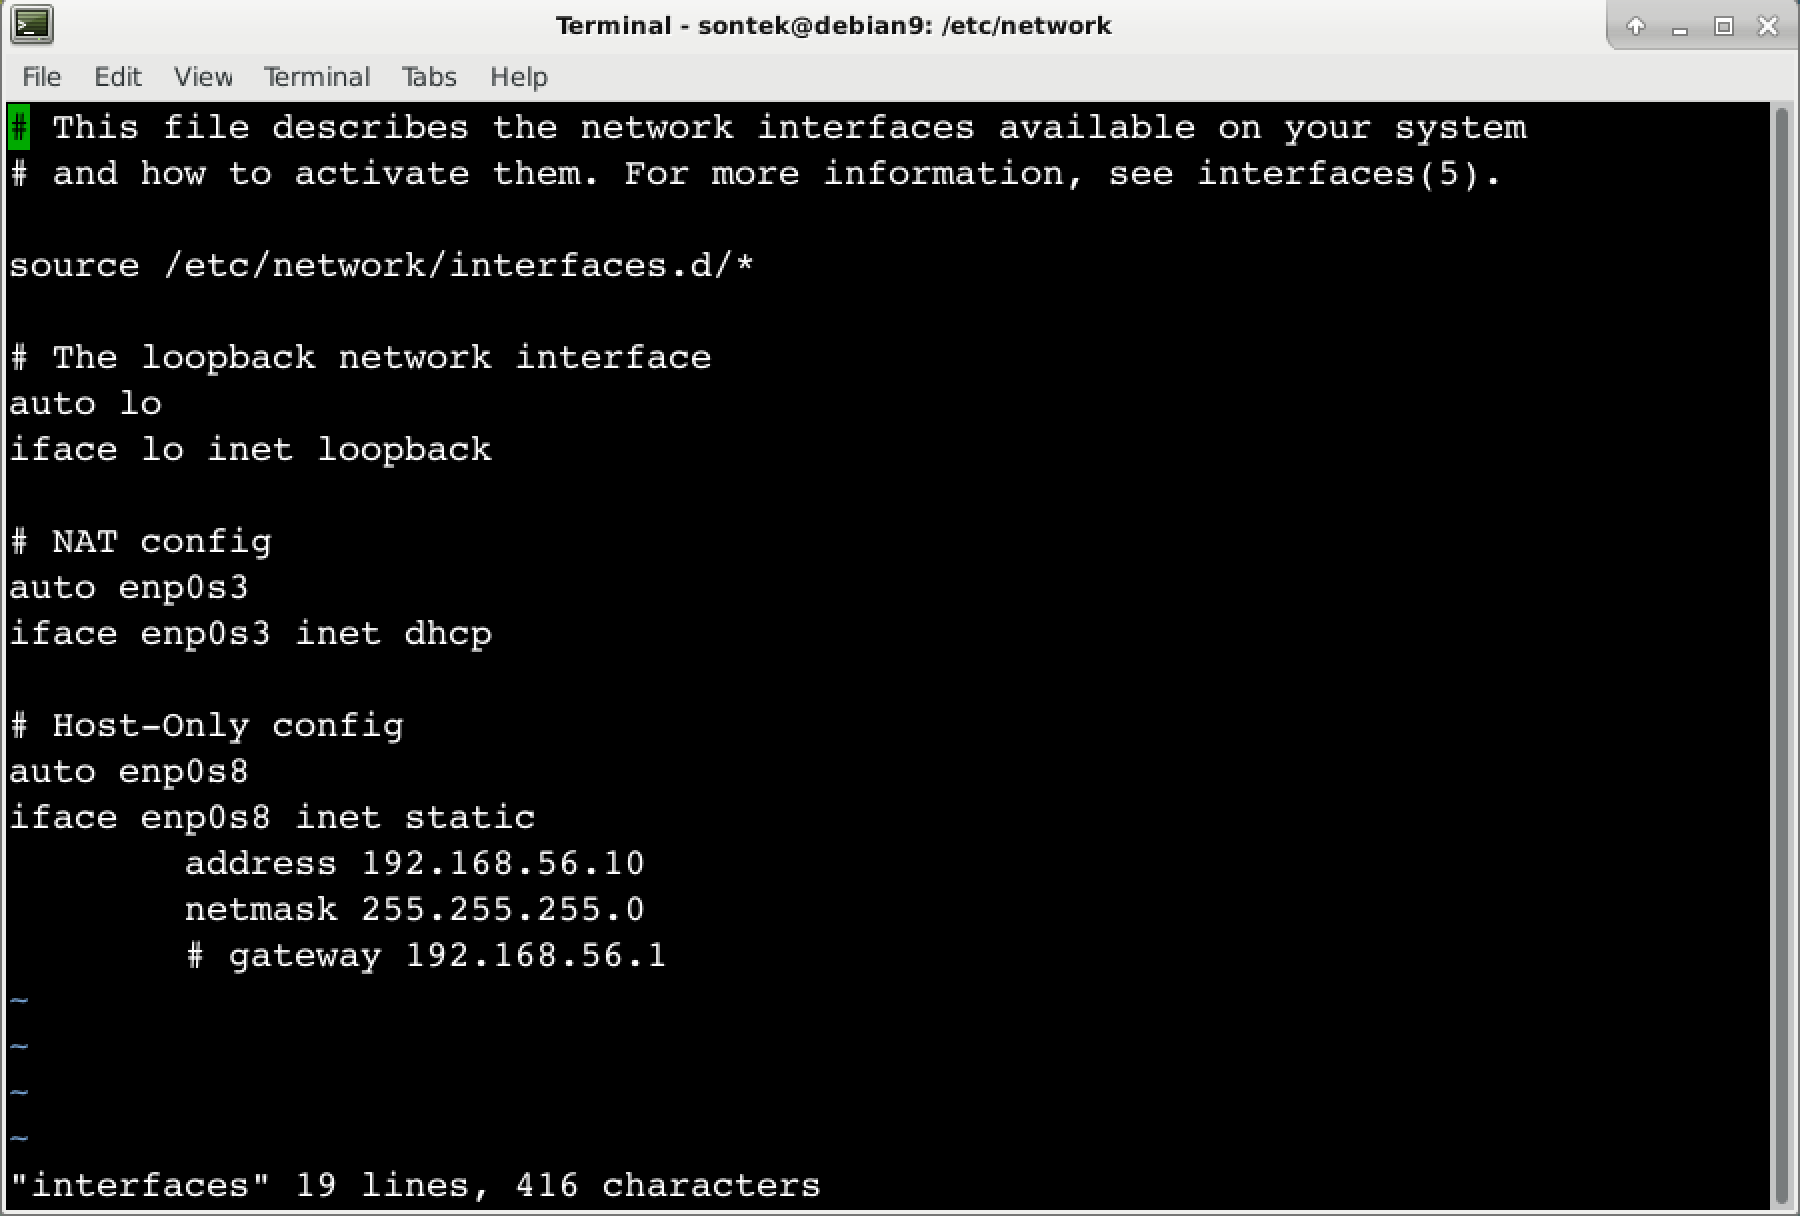 Terminal - sontek@debian9: /etc/network
File Edit View Terminal Tabs Help
# This file describes the network interfaces available on your system
# and how to activate them. For more information, see interfaces(5).

source /etc/network/interfaces.d/*

# The loopback network interface
auto lo
iface lo inet loopback

# NAT config
auto enp0s3
iface enp0s3 inet dhcp

# Host-Only config
auto enp0s8
iface enp0s8 inet static
        address 192.168.56.10
        netmask 255.255.255.0
        # gateway 192.168.56.1
~
~
~
~
"interfaces" 19 lines, 416 characters